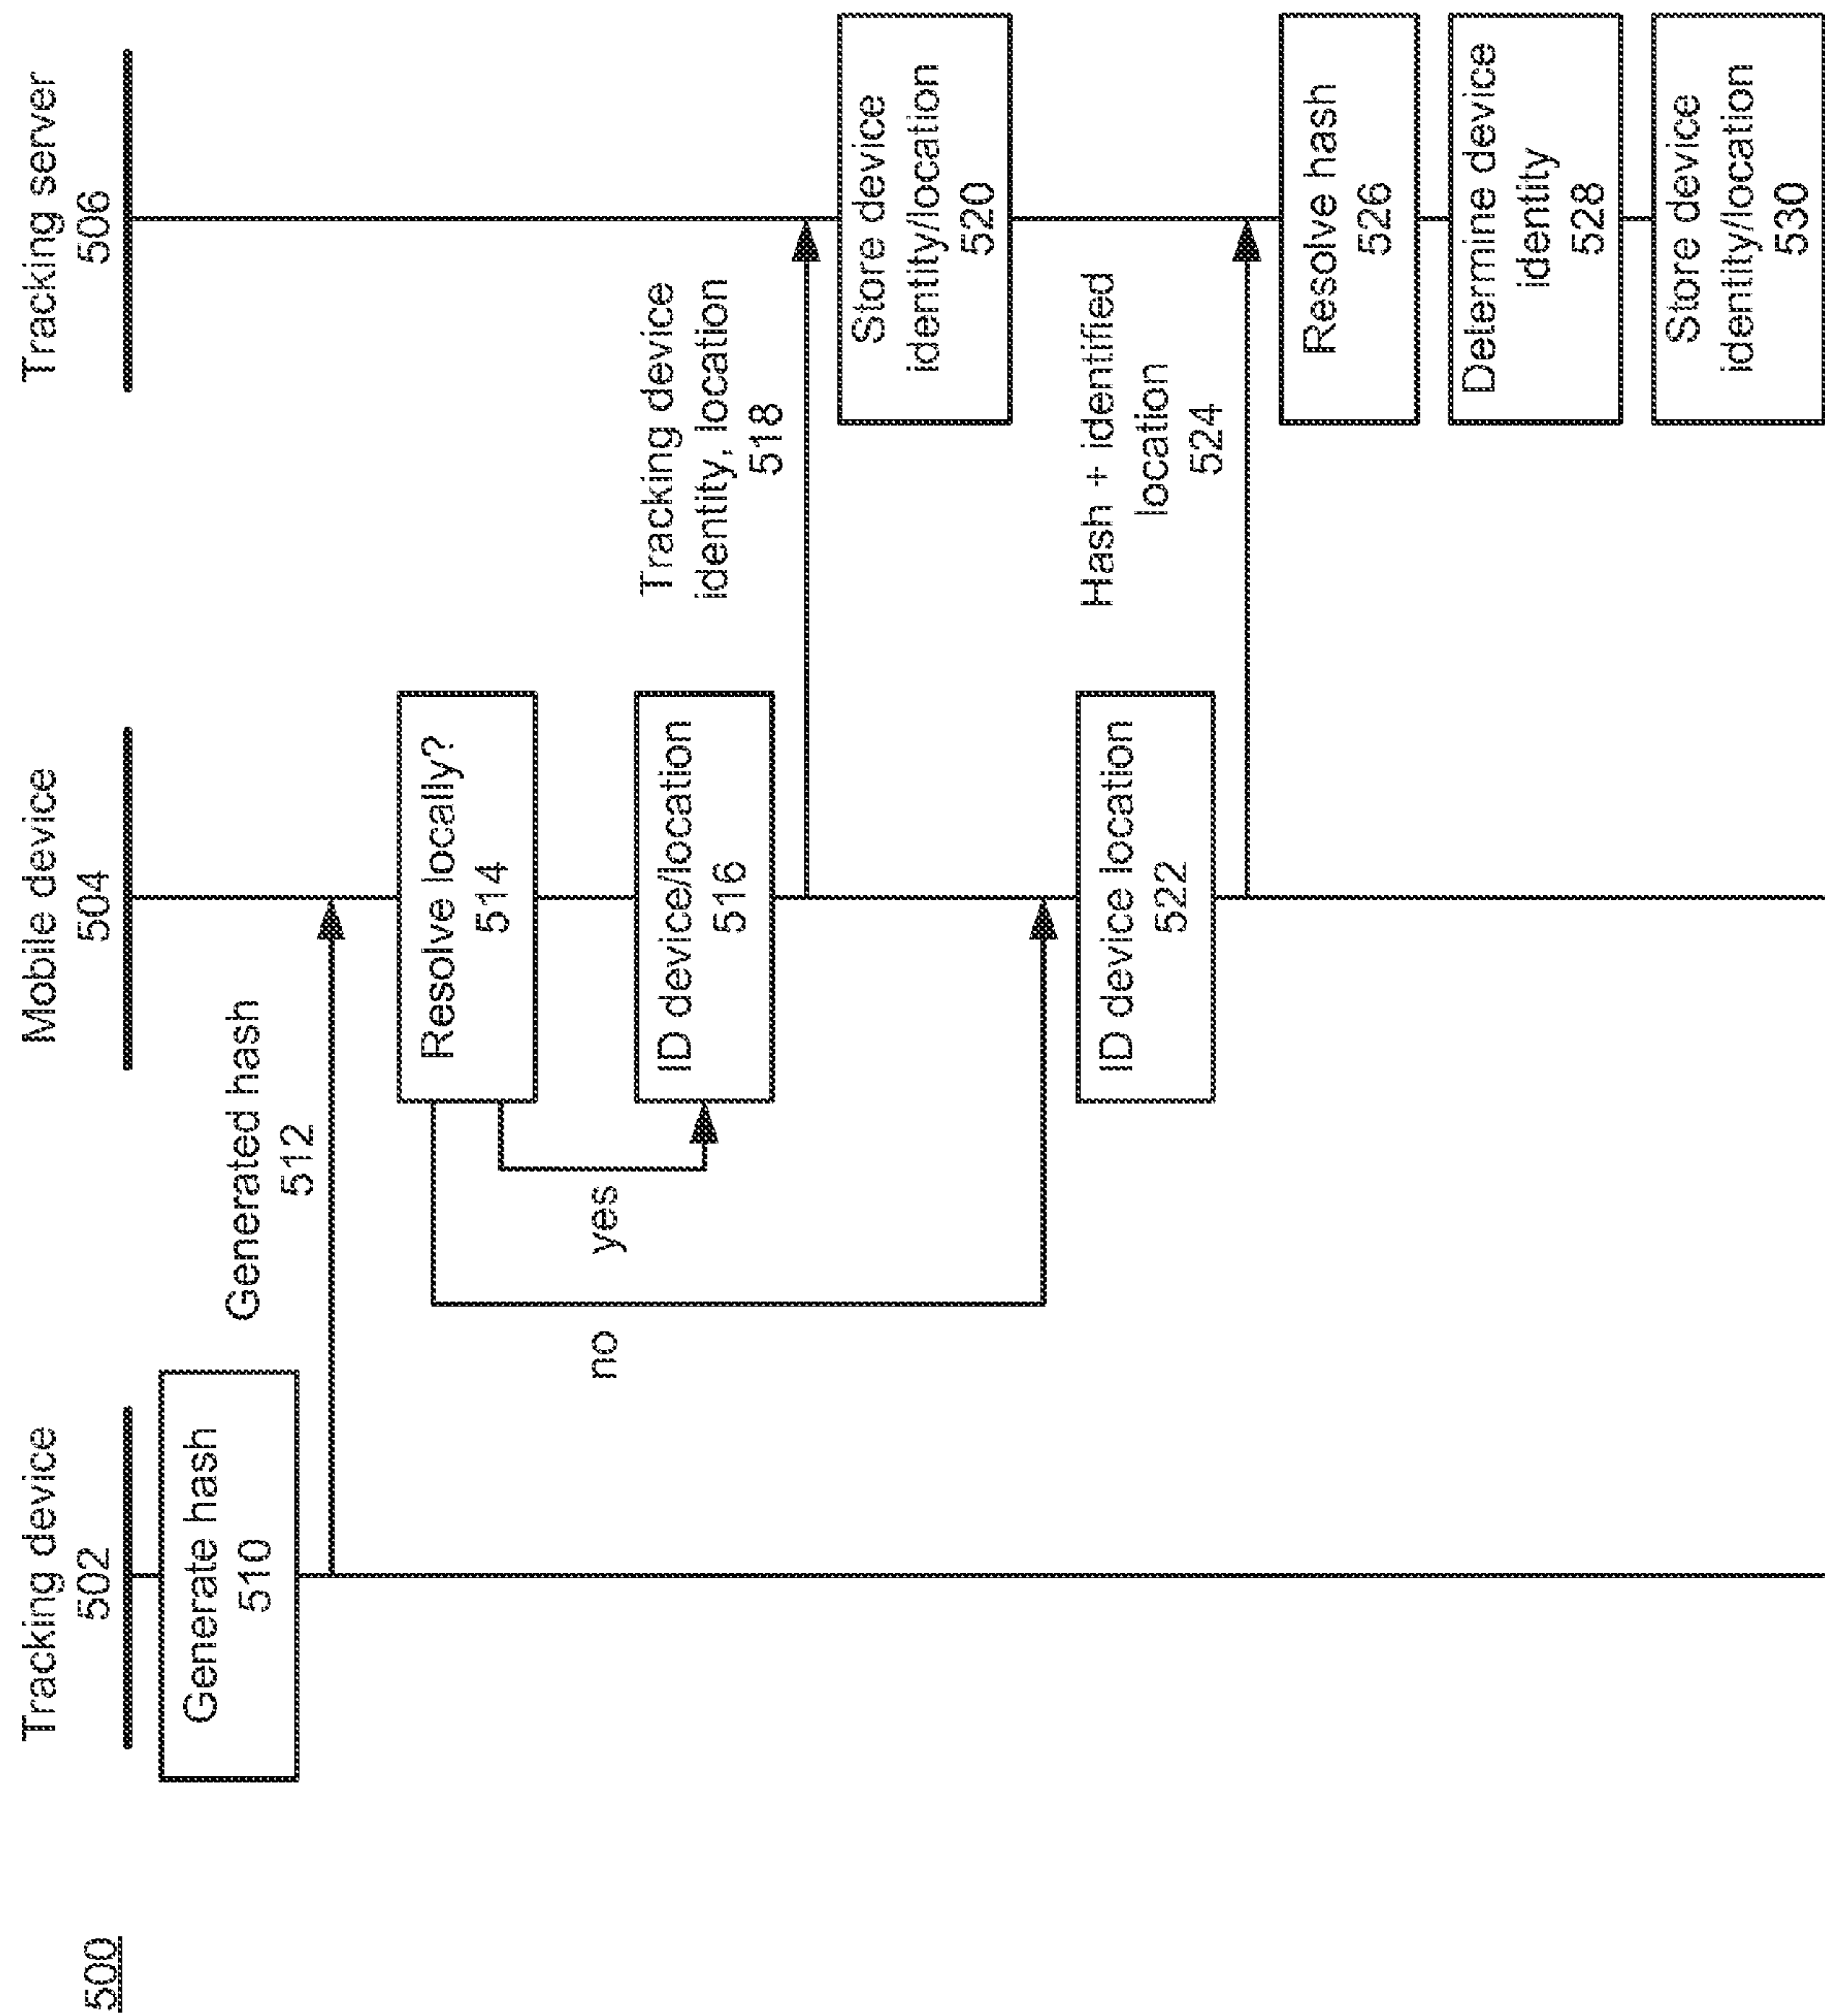 500
Tracking device
502
Mobile device
504
Tracking server
506
Generate hash
510
Generated hash
512
Resolve locally?
514
yes
no
ID device/location
516
Tracking device
identity, location
518
Store device
identity/location
520
ID device location
522
Hash + identified
location
524
Resolve hash
526
Determine device
identity
528
Store device
identity/location
530